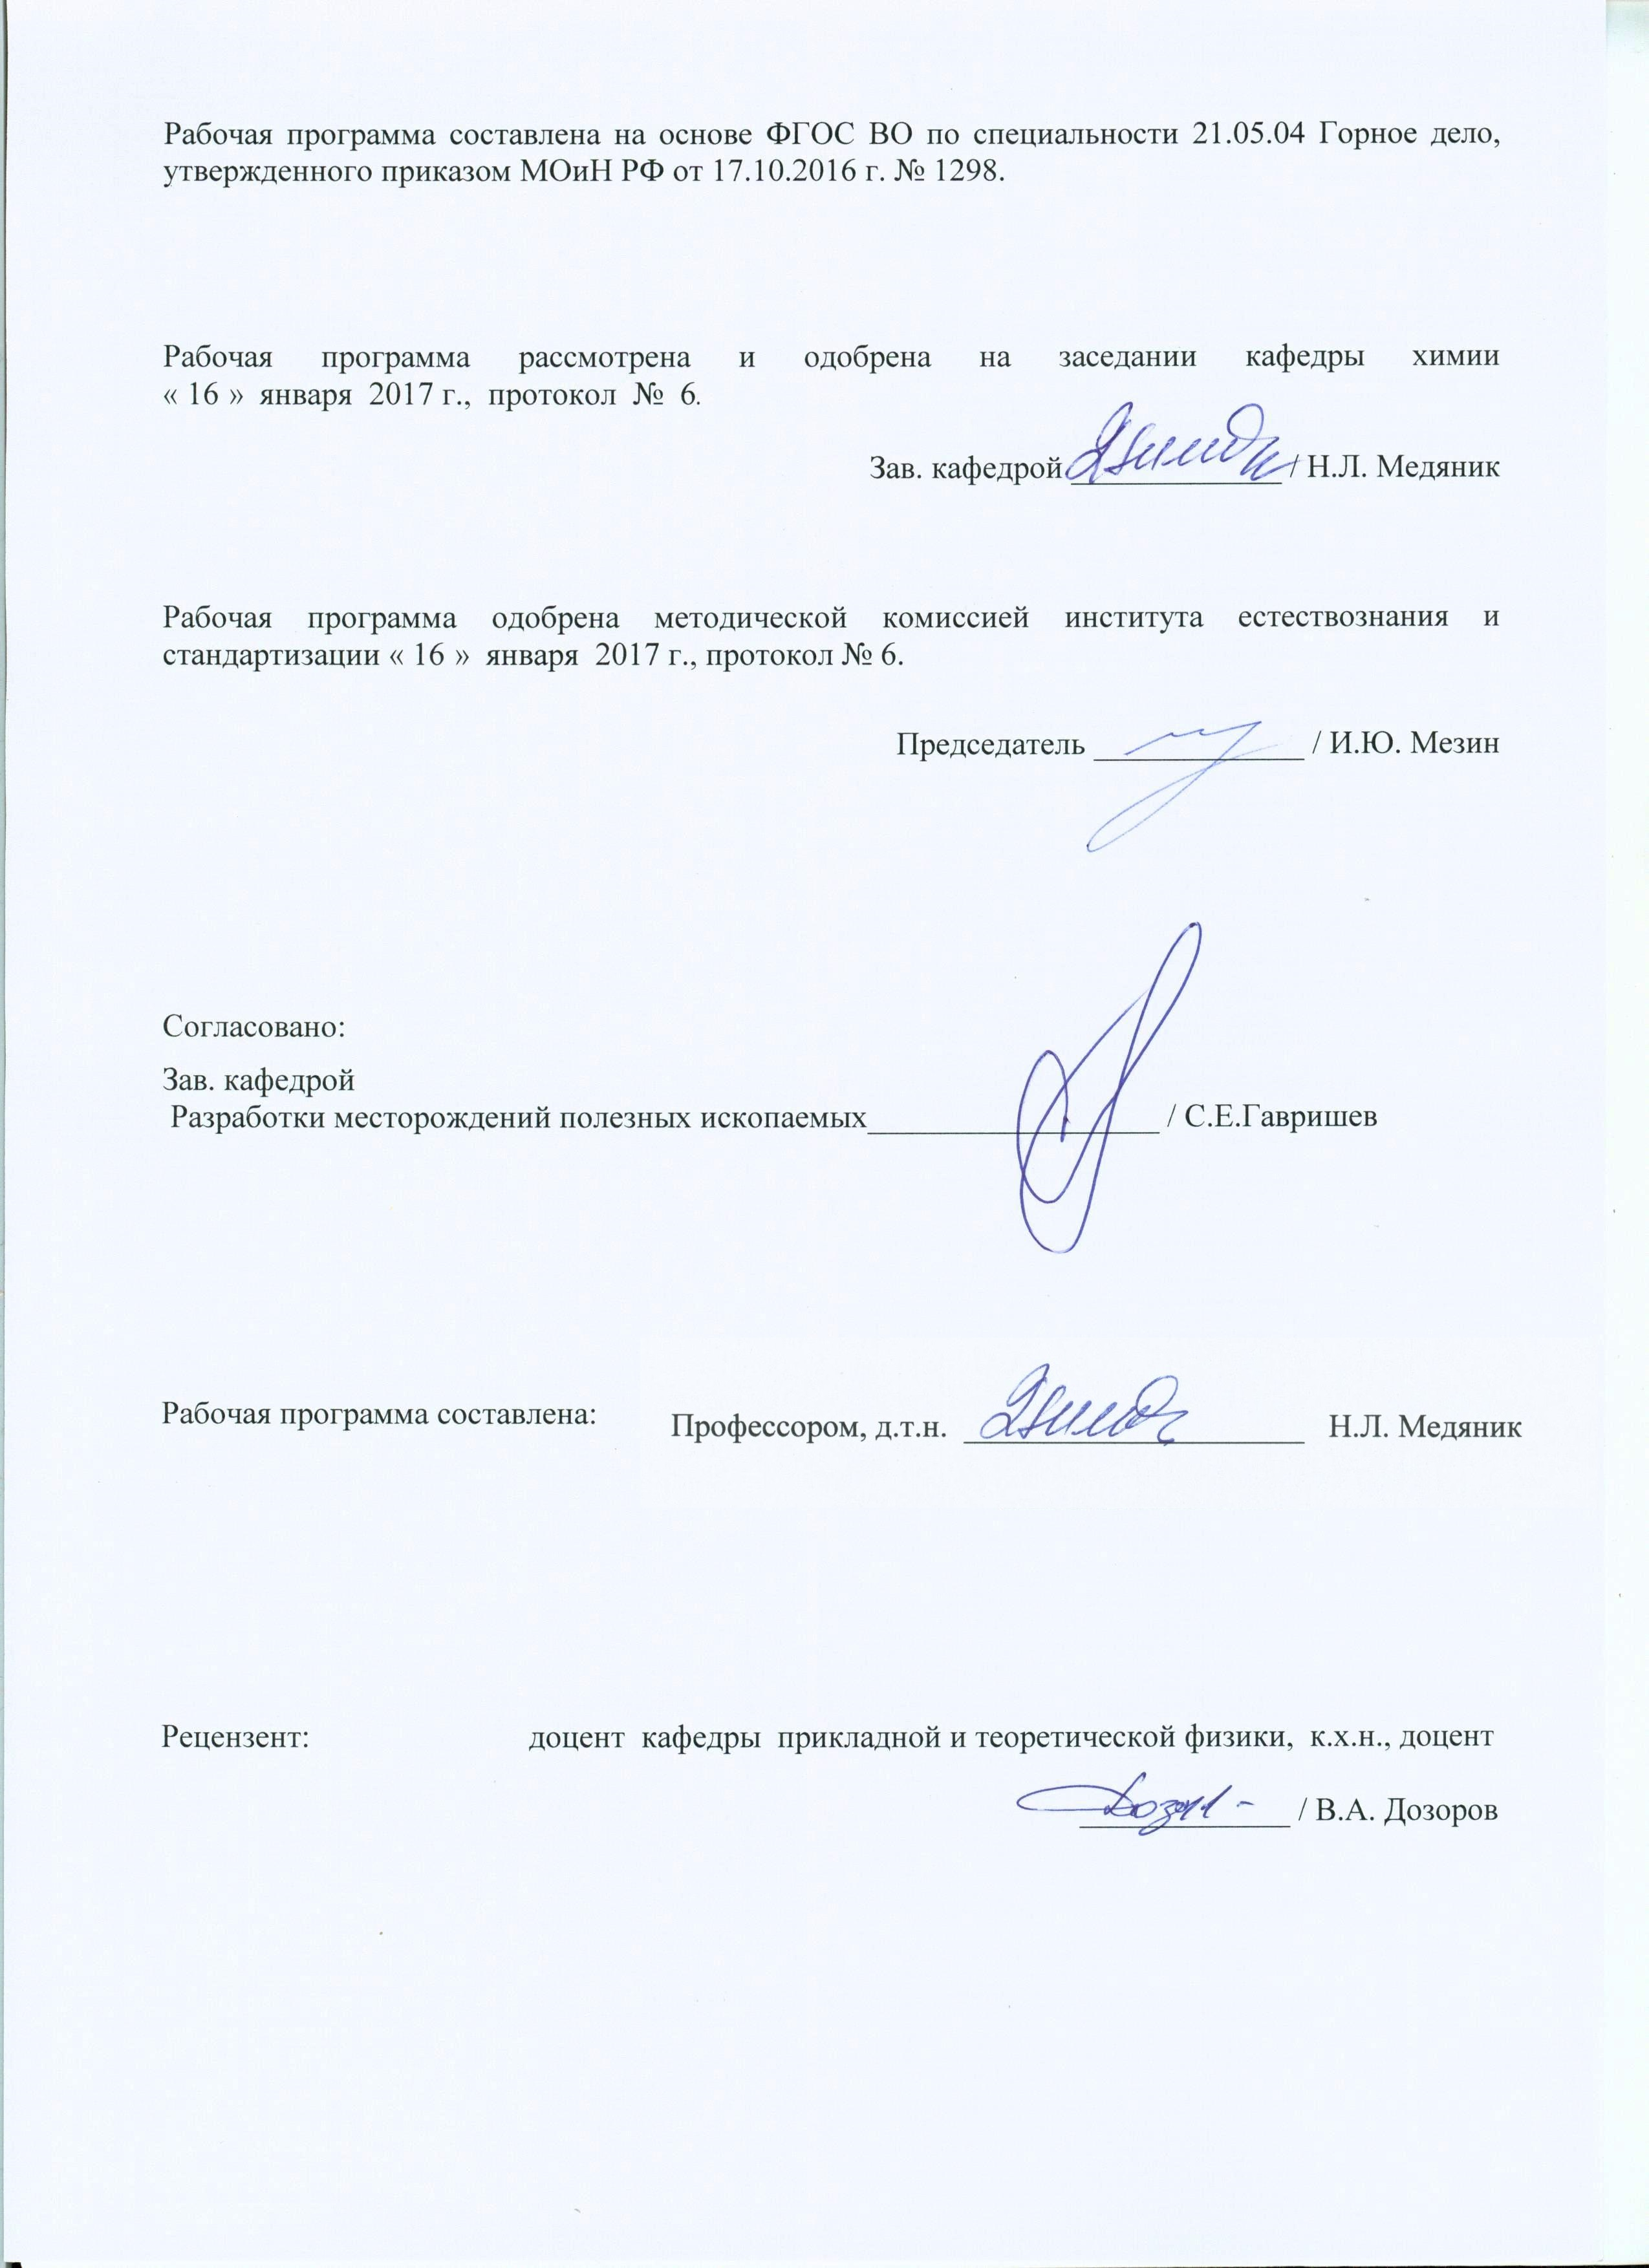 Рабочая программа составлена на основе ФГОС ВО по специальности 21.05.04 Горное дело,
утвержденного приказом МОиН РФ от 17.10.2016 г. № 1298.
Рабочая программа рассмотрена и одобрена на заседании кафедры химии
« 16 » января 2017 г., протокол № 6.
Зав. кафедрой ______________ / Н.Л. Медяник
Рабочая программа одобрена методической комиссией института естествознания и
стандартизации « 16 » января 2017 г., протокол № 6.
Председатель ______________ / И.Ю. Мезин
Согласовано:
Зав. кафедрой
Разработки месторождений полезных ископаемых___________________ / С.Е.Гавришев
Рабочая программа составлена: Профессором, д.т.н. ______________________ Н.Л. Медяник
Рецензент: доцент кафедры прикладной и теоретической физики, к.х.н., доцент
______________ / В.А. Дозоров